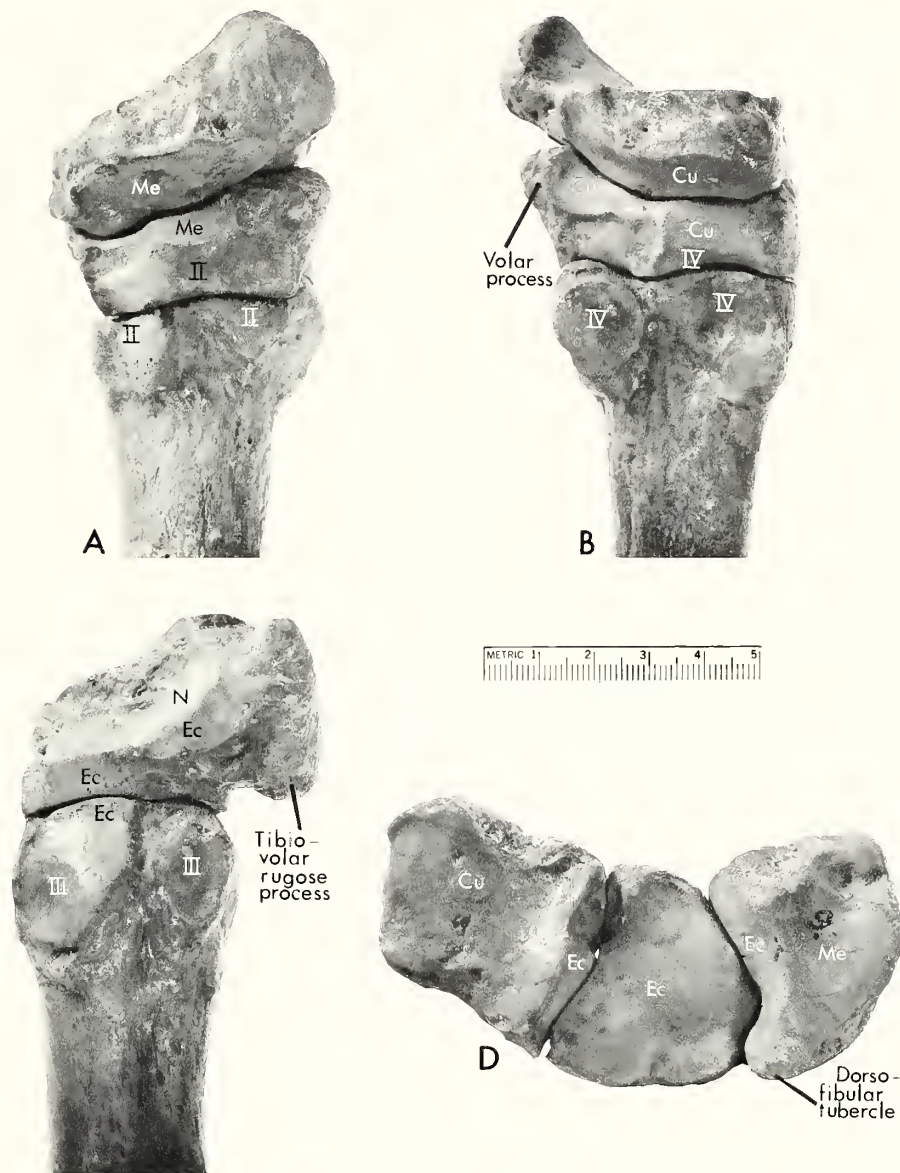 Me
Me
II
II
II
A
Cu
Cu
Cu
IV
IV
IV
Volar
process
B
N
Ec
Ec
Ec
III
III
Tibio-
volar
rugose
process
METRIC 1 2 3 4 5
Cu
Ec
Ec
Ec
Me
D
Dorso-
fibular
tubercle